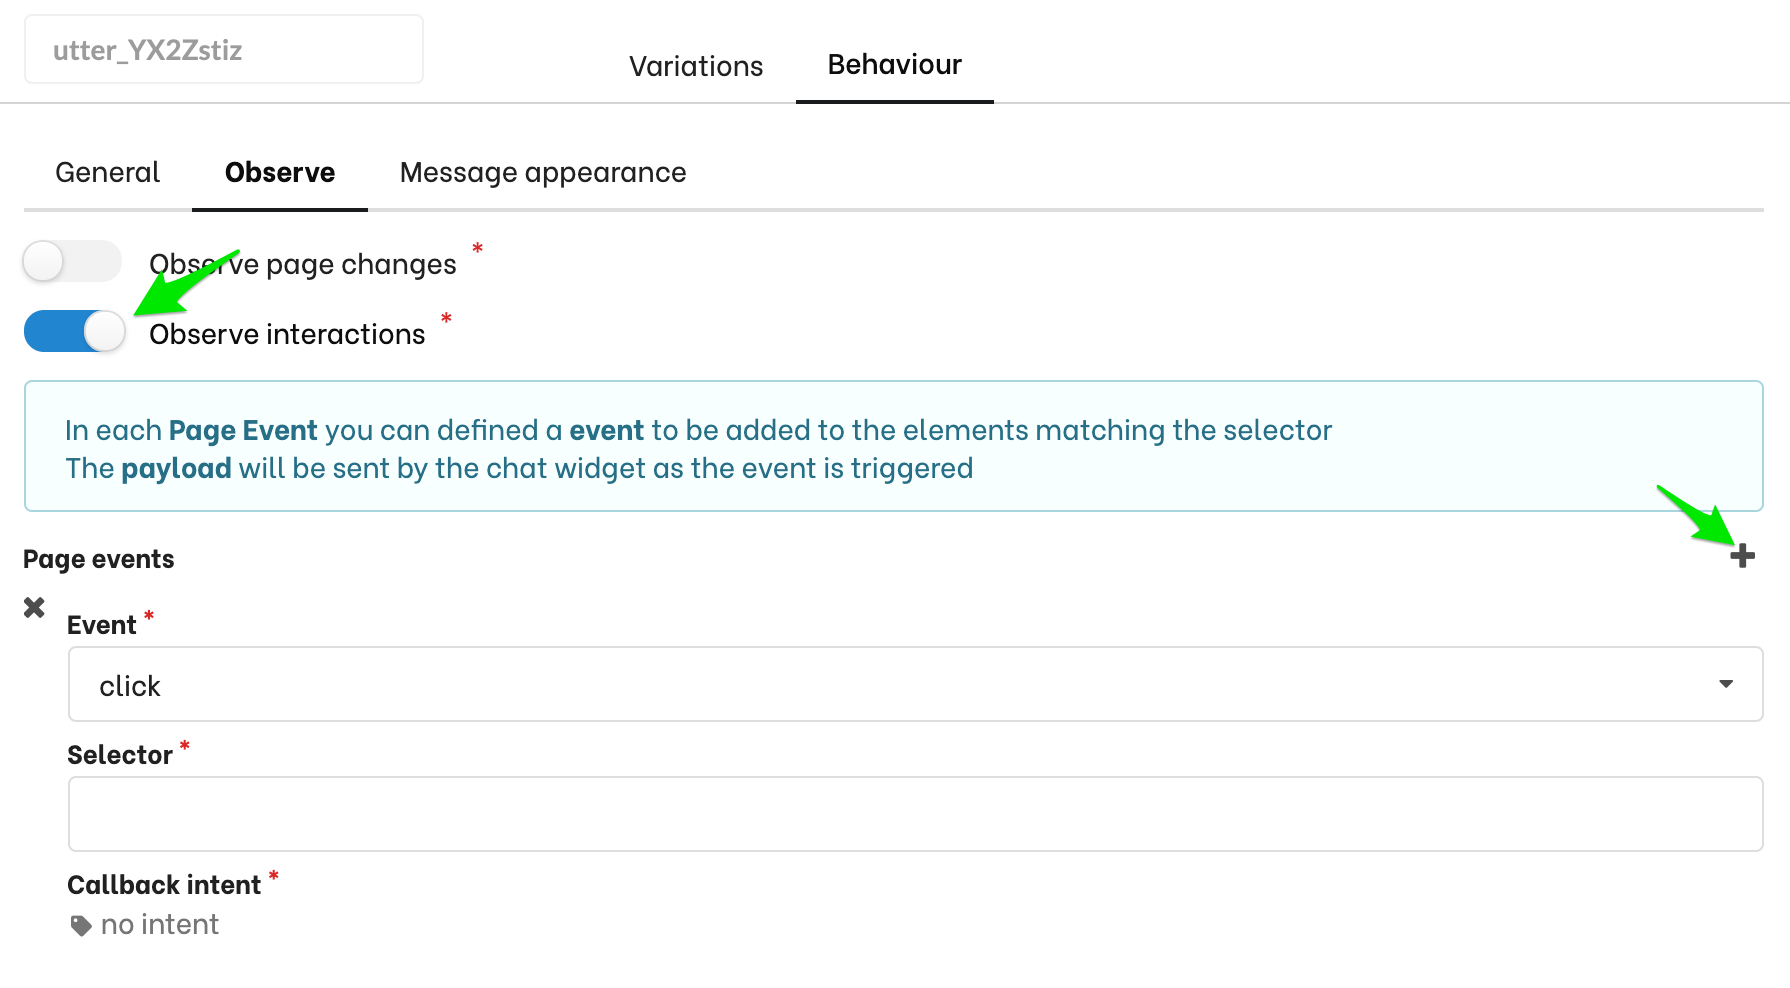 utter_YX2Zstiz
Variations
Behaviour
General
Observe
Message appearance
Observe page changes *
Observe interactions *
In each Page Event you can defined a event to be added to the elements matching the selector
The payload will be sent by the chat widget as the event is triggered
Page events
Event *
click
Selector *
Callback intent *
no intent